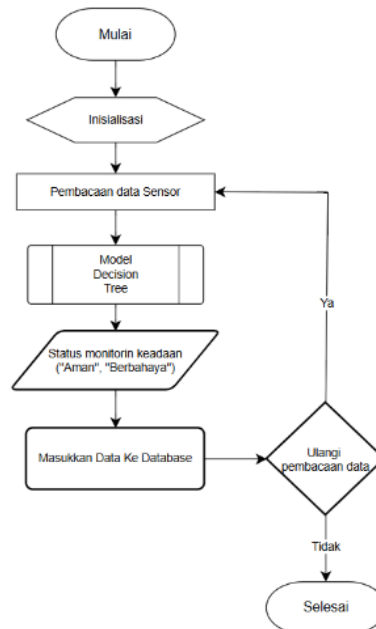 Mulai
Inisialisasi
Pembacaan data Sensor
Model
Decision
Tree
Ya
Status monitorin keadaan
("Aman", "Berbahaya")
Masukkan Data Ke Database
Ulangi
pembacaan data
Tidak
Selesai